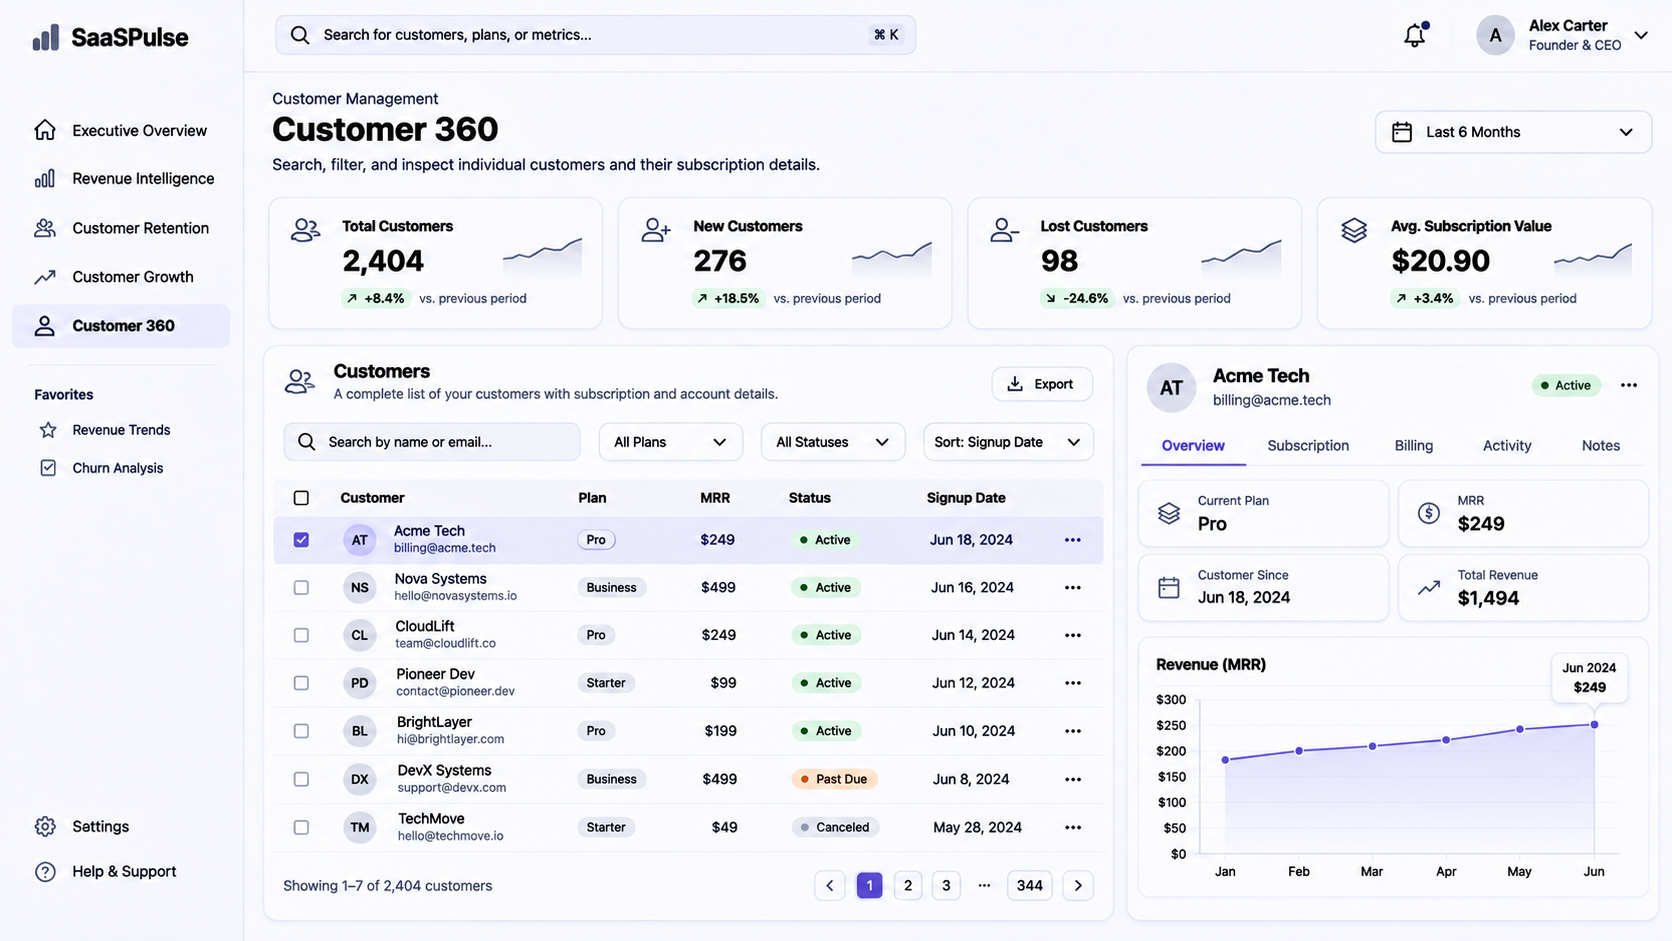 SaaSPulse
Search for customers, plans, or metrics...
⌘ K
A
Alex Carter
Founder & CEO
Executive Overview
Revenue Intelligence
Customer Retention
Customer Growth
Customer 360
Favorites
Revenue Trends
Churn Analysis
Settings
Help & Support
Customer Management
Customer 360
Search, filter, and inspect individual customers and their subscription details.
Last 6 Months
Total Customers
2,404
+8.4% vs. previous period
New Customers
276
+18.5% vs. previous period
Lost Customers
98
-24.6% vs. previous period
Avg. Subscription Value
$20.90
+3.4% vs. previous period
Customers
A complete list of your customers with subscription and account details.
Export
Search by name or email...
All Plans
All Statuses
Sort: Signup Date
Customer Plan MRR Status Signup Date
AT Acme Tech Pro $249 Active Jun 18, 2024
billing@acme.tech
NS Nova Systems Business $499 Active Jun 16, 2024
hello@novasystems.io
CL CloudLift Pro $249 Active Jun 14, 2024
team@cloudlift.co
PD Pioneer Dev Starter $99 Active Jun 12, 2024
contact@pioneer.dev
BL BrightLayer Pro $199 Active Jun 10, 2024
hi@brightlayer.com
DX DevX Systems Business $499 Past Due Jun 8, 2024
support@devx.com
TM TechMove Starter $49 Canceled May 28, 2024
hello@techmove.io
Showing 1–7 of 2,404 customers
1 2 3 ... 344
AT
Acme Tech
billing@acme.tech
Active
Overview Subscription Billing Activity Notes
Current Plan
Pro
MRR
$249
Customer Since
Jun 18, 2024
Total Revenue
$1,494
Revenue (MRR)
Jun 2024
$249
$300
$250
$200
$150
$100
$50
$0
Jan Feb Mar Apr May Jun